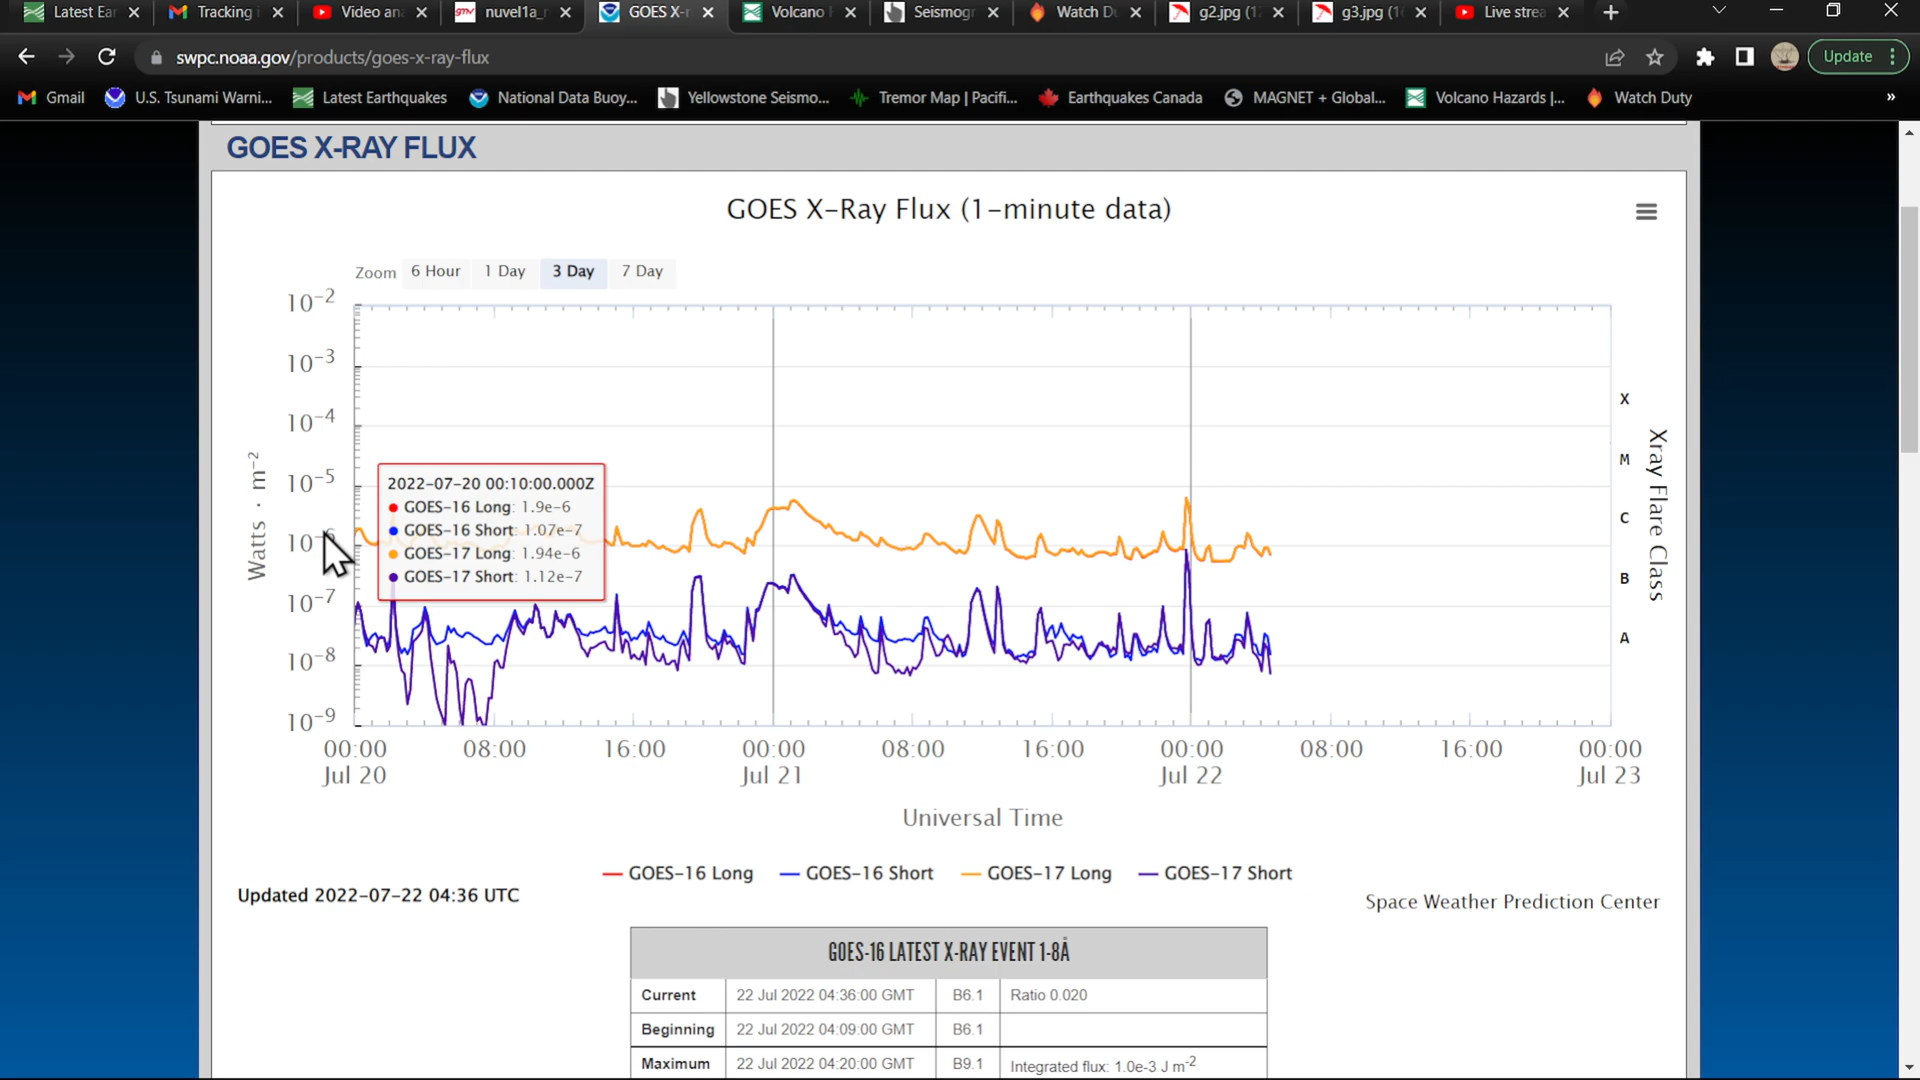 Latest Ea
Tracking
Video an
nuvel1a_
GOES X-r
Volcano
Seismogr
Watch Du
g2.jpg (12
g3.jpg (16
Live strea
swpc.noaa.gov/products/goes-x-ray-flux
Update
Gmail
U.S. Tsunami Warni...
Latest Earthquakes
National Data Buoy...
Yellowstone Seismo...
Tremor Map | Pacifi...
Earthquakes Canada
MAGNET + Global...
Volcano Hazards |...
Watch Duty
»
GOES X-RAY FLUX
GOES X-Ray Flux (1-minute data)
Zoom 6 Hour 1 Day 3 Day 7 Day
10⁻²
10⁻³
10⁻⁴
10⁻⁵
10⁻⁶
10⁻⁷
10⁻⁸
10⁻⁹
Watts · m⁻²
2022-07-20 00:10:00.000Z
GOES-16 Long: 1.9e-6
GOES-16 Short: 1.07e-7
GOES-17 Long: 1.94e-6
GOES-17 Short: 1.12e-7
X
M
C
B
A
Xray Flare Class
00:00 08:00 16:00 00:00 08:00 16:00 00:00 08:00 16:00 00:00
Jul 20 Jul 21 Jul 22 Jul 23
Universal Time
GOES-16 Long GOES-16 Short GOES-17 Long GOES-17 Short
Updated 2022-07-22 04:36 UTC
Space Weather Prediction Center
GOES-16 LATEST X-RAY EVENT 1-8Å
Current 22 Jul 2022 04:36:00 GMT B6.1 Ratio 0.020
Beginning 22 Jul 2022 04:09:00 GMT B6.1
Maximum 22 Jul 2022 04:20:00 GMT B9.1 Integrated flux: 1.0e-3 J m⁻²